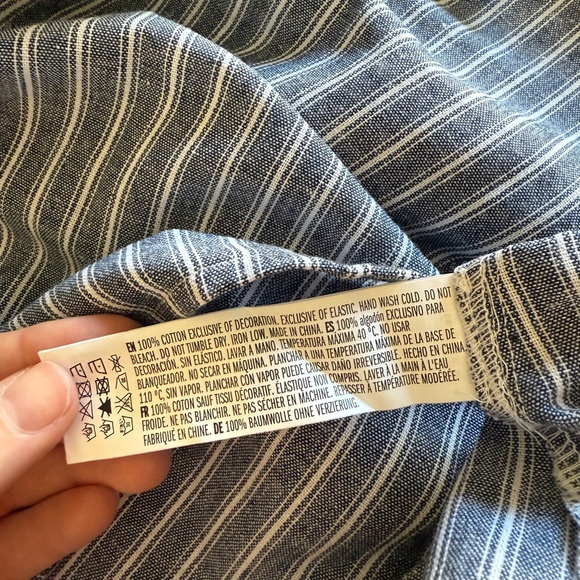 EN 100% COTTON EXCLUSIVE OF DECORATION. EXCLUSIVE OF ELASTIC. HAND WASH COLD. DO NOT
BLEACH. DO NOT TUMBLE DRY, IRON LOW. MADE IN CHINA. ES 100% algodón EXCLUSIVO PARA
DECORACIÓN. SIN ELÁSTICO. LAVAR À MANO. TEMPERATURA MÁXIMA 40 °C. NO USAR
BLANQUEADOR. NO SECAR EN MÁQUINA. PLANCHAR A UNA TEMPERATURA MÁXIMA DE LA BASE DE
110 °C, SIN VAPOR, PLANCHAR CON VAPOR PUEDE CAUSAR DAÑO IRREVERSIBLE. HECHO EN CHINA.
FR 100% COTON SAUF TISSU DÉCORATIF. ÉLASTIQUE NON COMPRIS. LAVER À LA MAIN À L'EAU
FROIDE. NE PAS BLANCHIR. NE PAS SÉCHER EN MACHINE. REPASSER À TEMPÉRATURE MODÉRÉE.
FABRIQUÉ EN CHINE. DE 100% BAUMWOLLE OHNE VERZIERUNG.